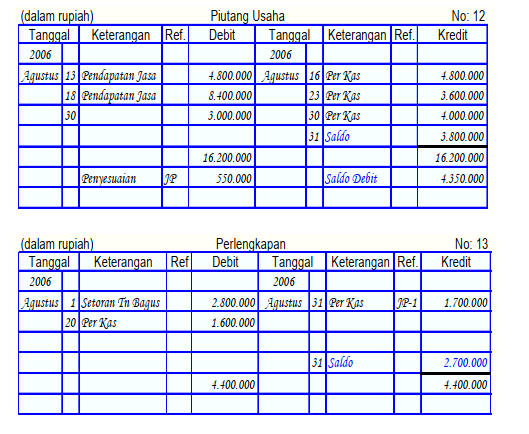 (dalam rupiah) Piutang Usaha No: 12
Tanggal Keterangan Ref. Debit Tanggal Keterangan Ref. Kredit
2006 2006
Agustus 13 Pendapatan Jasa 4.800.000 Agustus 16 Per Kas 4.800.000
18 Pendapatan Jasa 8.400.000 23 Per Kas 3.600.000
30 3.000.000 30 Per Kas 4.000.000
31 Saldo 3.800.000
16.200.000 16.200.000
Penyesuaian JP 550.000 Saldo Debit 4.350.000
(dalam rupiah) Perlengkapan No: 13
Tanggal Keterangan Ref Debit Tanggal Keterangan Ref. Kredit
2006 2006
Agustus 1 Setoran Tn Bagus 2.800.000 Agustus 31 Per Kas JP-1 1.700.000
20 Per Kas 1.600.000
31 Saldo 2.700.000
4.400.000 4.400.000